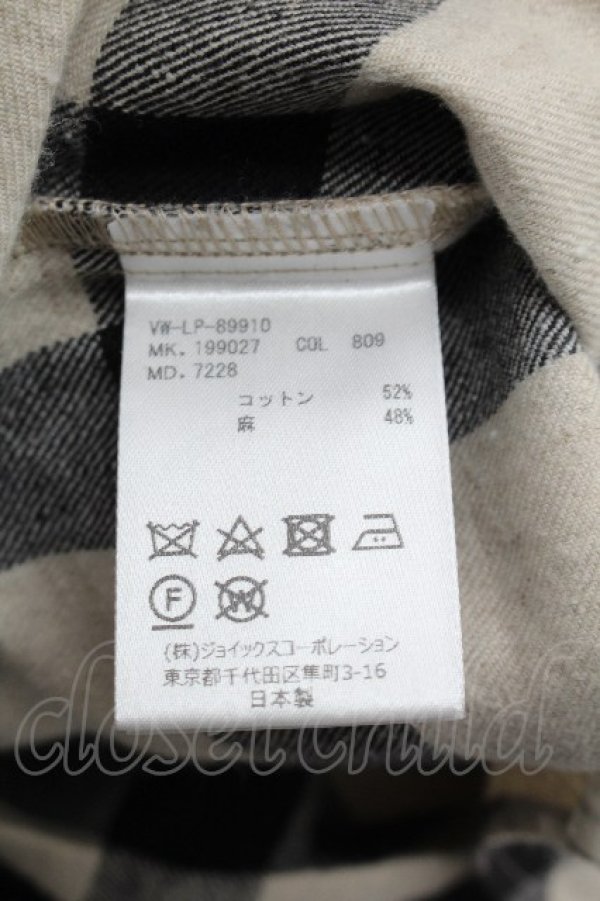 VW-LP-89910
MK. 199027 COL 809
MD. 7228
コットン 52%
麻 48%
F W
(株)ジョイックスコーポレーション
東京都千代田区隼町3-16
日本製
closet child